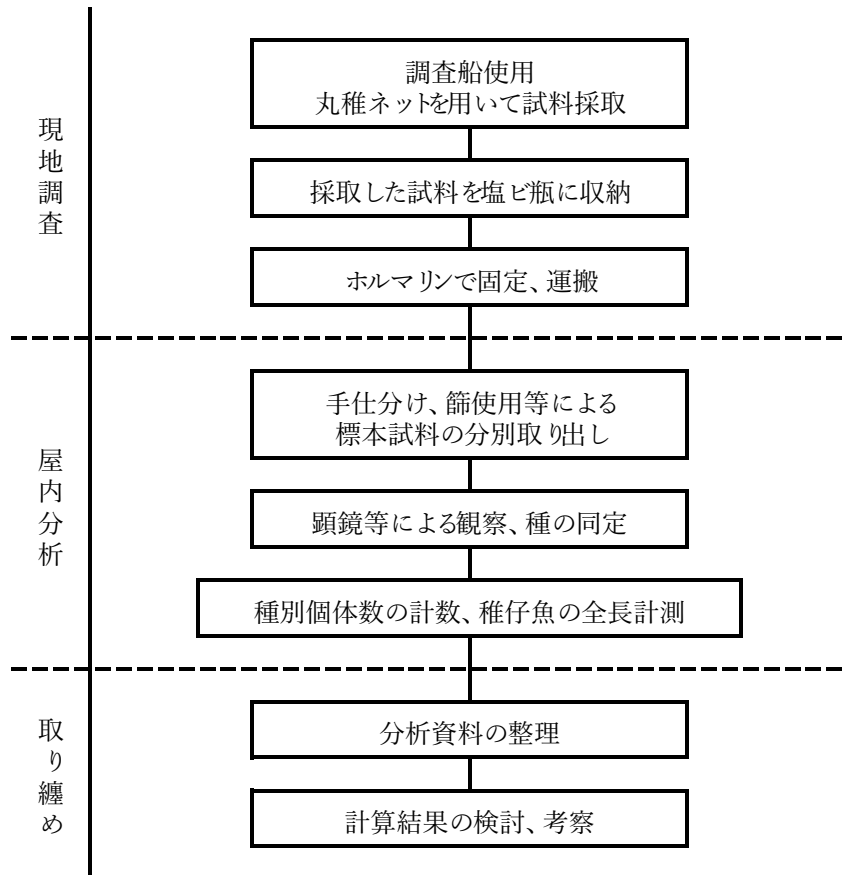 現地調査
調査船使用
丸稚ネットを用いて試料採取
採取した試料を塩ビ瓶に収納
ホルマリンで固定、運搬
屋内分析
手仕分け、篩使用等による
標本試料の分別取り出し
顕鏡等による観察、種の同定
種別個体数の計数、稚仔魚の全長計測
取り纏め
分析資料の整理
計算結果の検討、考察